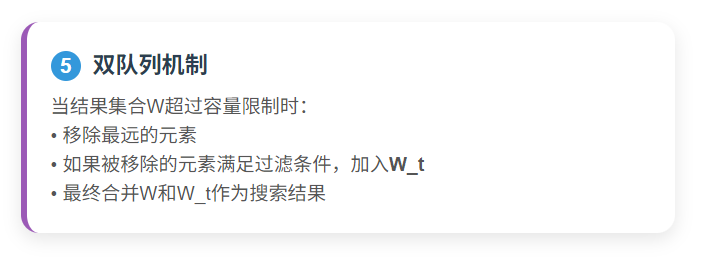 5 双队列机制
当结果集合W超过容量限制时：
• 移除最远的元素
• 如果被移除的元素满足过滤条件，加入W_t
• 最终合并W和W_t作为搜索结果